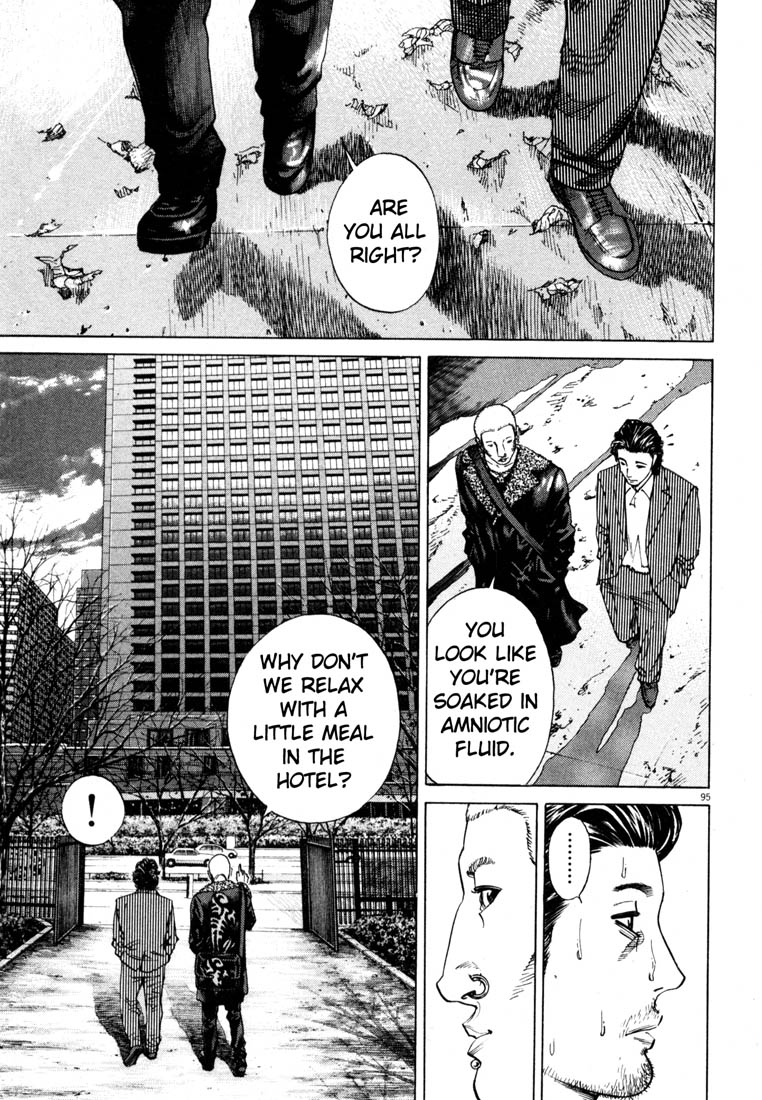 ARE
YOU ALL
RIGHT?
YOU
LOOK LIKE
YOU'RE
SOAKED IN
AMNIOTIC
FLUID.
95
........
WHY DON'T
WE RELAX
WITH A
LITTLE MEAL
IN THE
HOTEL?
!